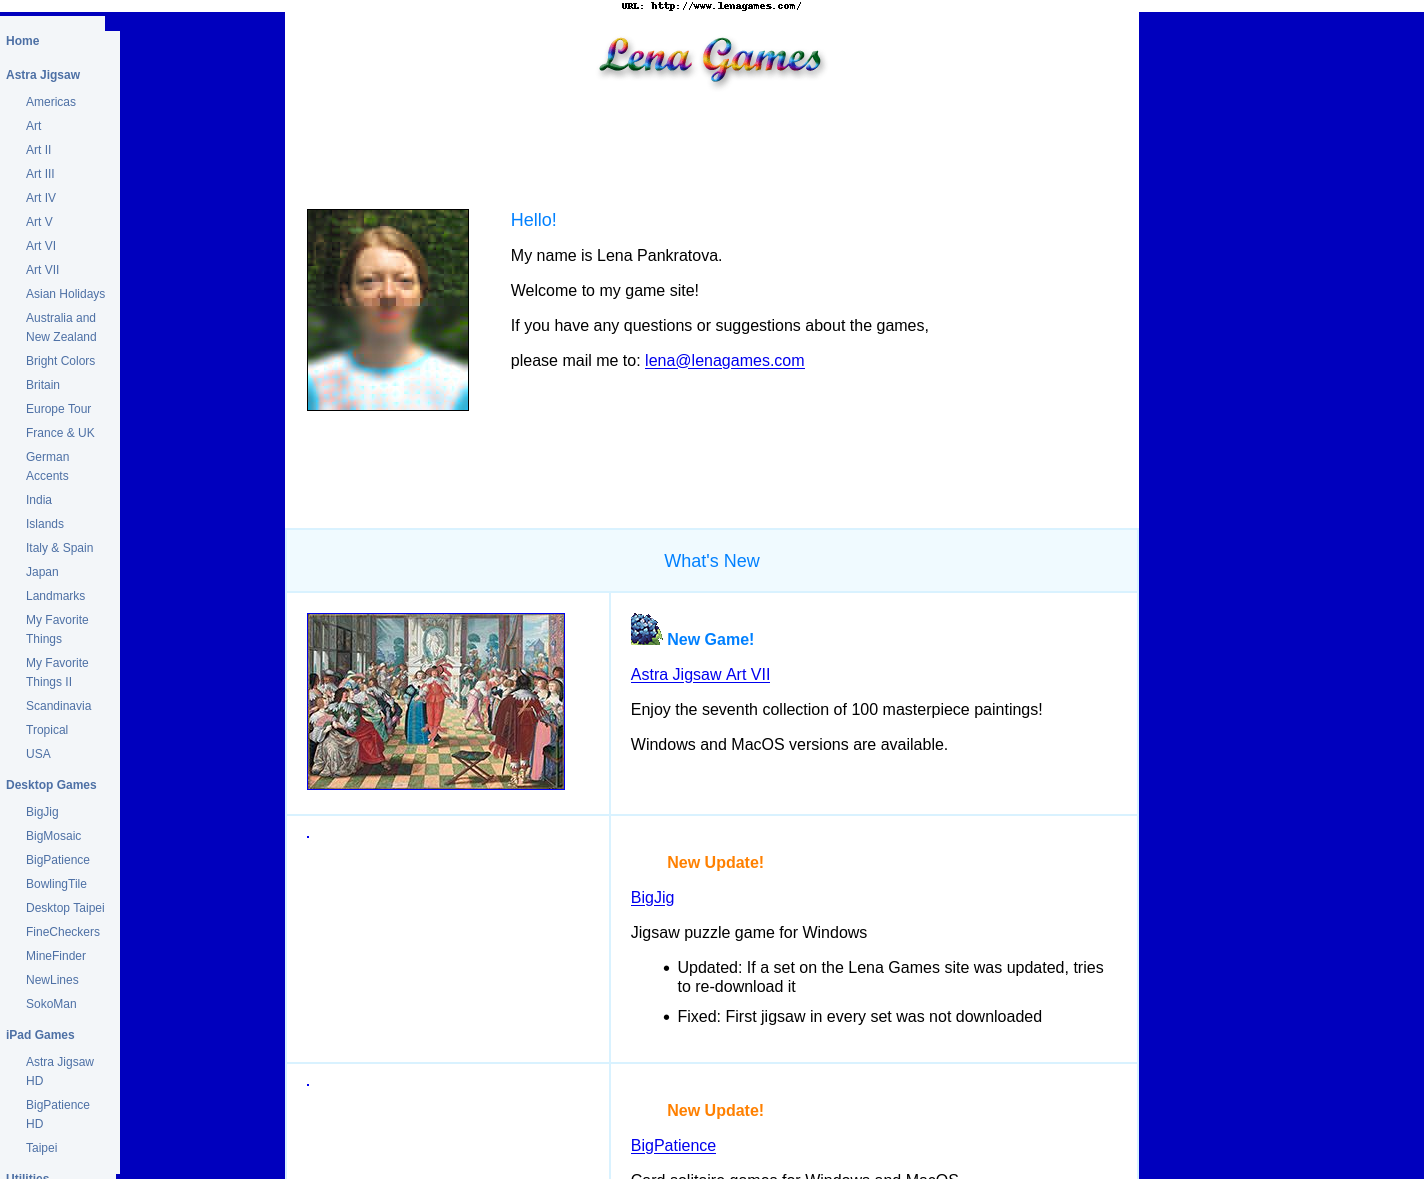 URL: http://www.lenagames.com/
Lena Games
Home
Astra Jigsaw
Americas
Art
Art II
Art III
Art IV
Art V
Art VI
Art VII
Asian Holidays
Australia and
New Zealand
Bright Colors
Britain
Europe Tour
France & UK
German
Accents
India
Islands
Italy & Spain
Japan
Landmarks
My Favorite
Things
My Favorite
Things II
Scandinavia
Tropical
USA
Desktop Games
BigJig
BigMosaic
BigPatience
BowlingTile
Desktop Taipei
FineCheckers
MineFinder
NewLines
SokoMan
iPad Games
Astra Jigsaw
HD
BigPatience
HD
Taipei
Utilities
Hello!
My name is Lena Pankratova.
Welcome to my game site!
If you have any questions or suggestions about the games,
please mail me to: lena@lenagames.com
What's New
New Game!
Astra Jigsaw Art VII
Enjoy the seventh collection of 100 masterpiece paintings!
Windows and MacOS versions are available.
New Update!
BigJig
Jigsaw puzzle game for Windows
• Updated: If a set on the Lena Games site was updated, tries
to re-download it
• Fixed: First jigsaw in every set was not downloaded
New Update!
BigPatience
Card solitaire games for Windows and MacOS